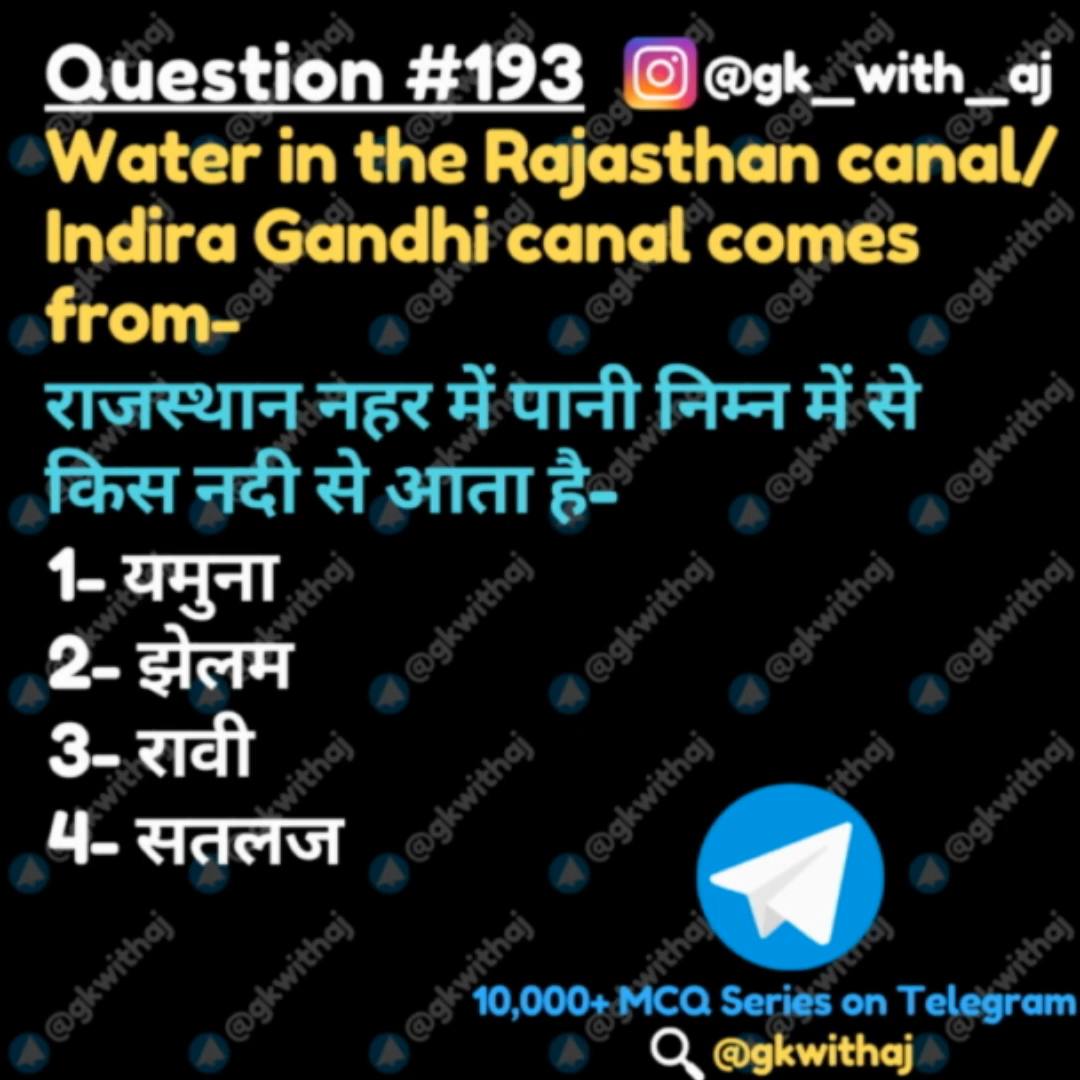 Question #193 @gk_with_aj
Water in the Rajasthan canal/
Indira Gandhi canal comes
from-
राजस्थान नहर में पानी निम्न में से
किस नदी से आता है-
1- यमुना
2- झेलम
3- रावी
4- सतलज
10,000+ MCQ Series on Telegram
@gkwithaj